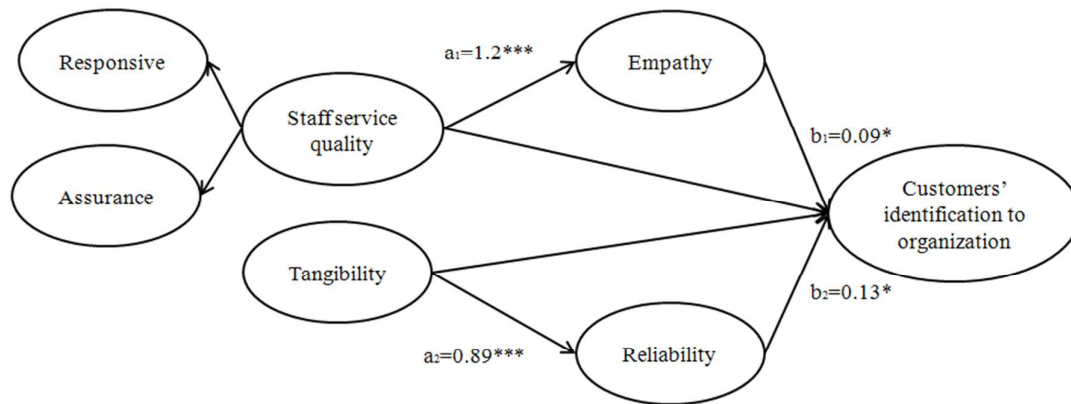 Responsive
a₁=1.2***
Empathy
Staff service
quality
b₁=0.09*
Assurance
Customers’
identification to
organization
Tangibility
b₂=0.13*
a₂=0.89***
Reliability